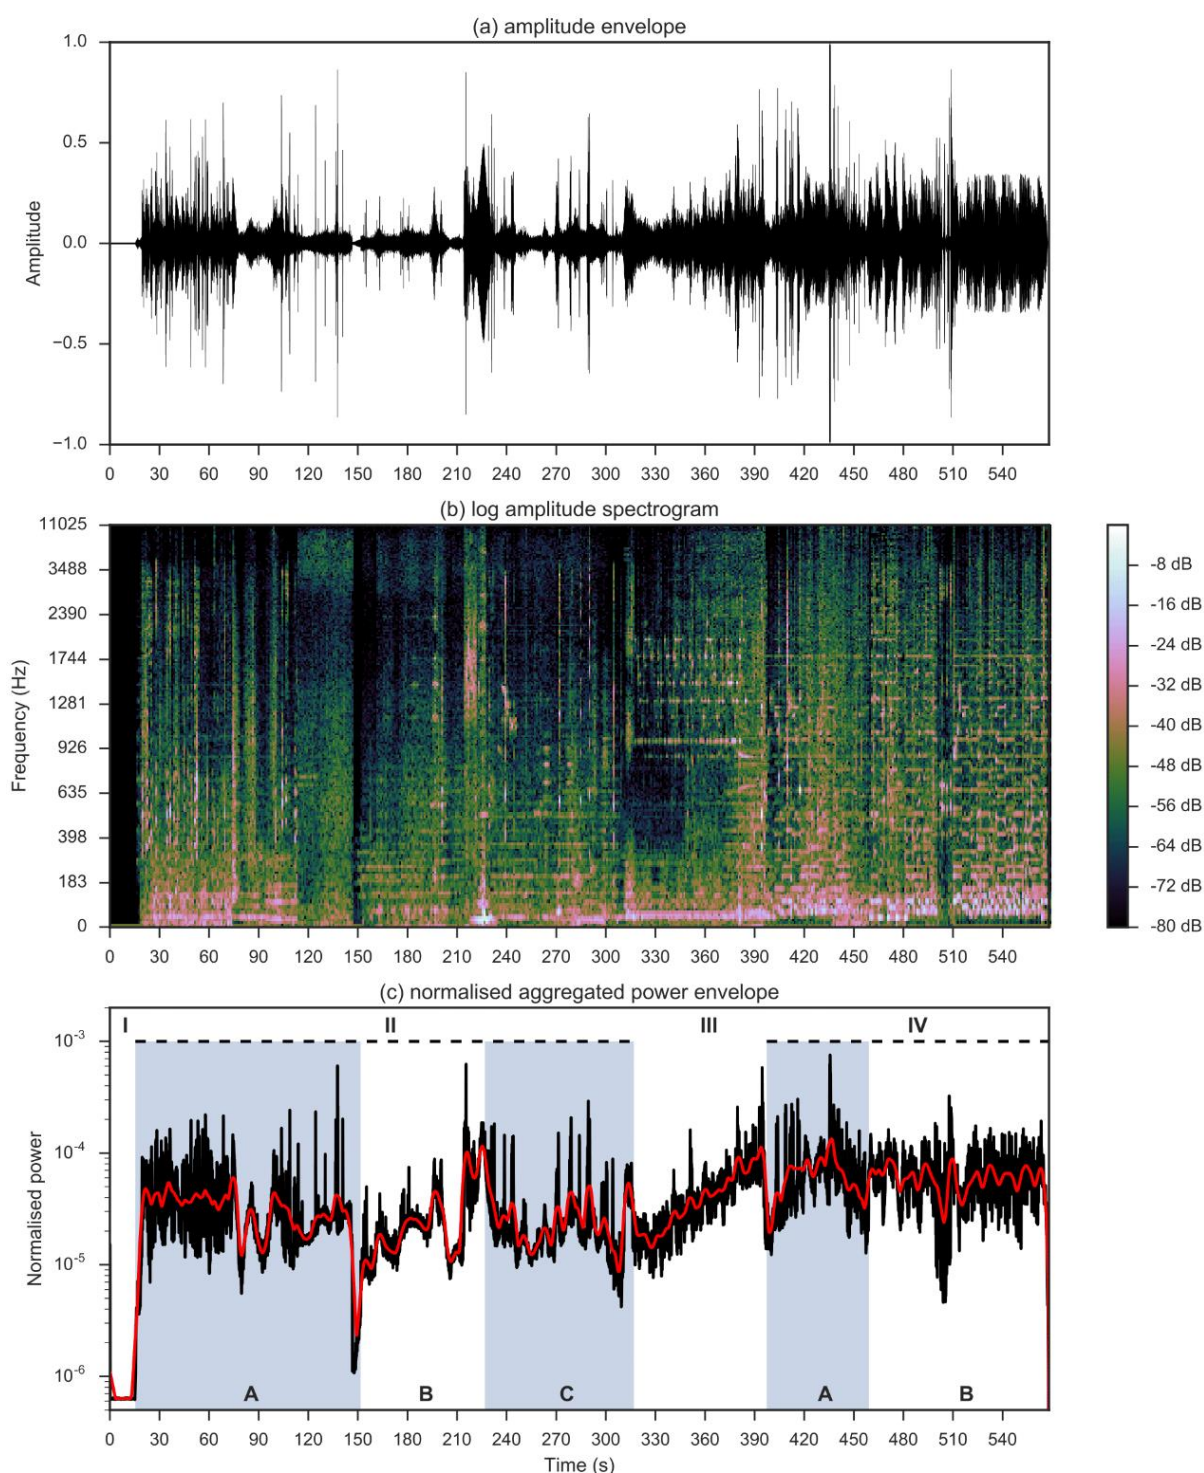 (a) amplitude envelope
1.0
0.5
0.0
−0.5
−1.0
Amplitude
0 30 60 90 120 150 180 210 240 270 300 330 360 390 420 450 480 510 540
(b) log amplitude spectrogram
11025
3488
2390
1744
1281
926
635
398
183
0
Frequency (Hz)
0 30 60 90 120 150 180 210 240 270 300 330 360 390 420 450 480 510 540
-8 dB
-16 dB
-24 dB
-32 dB
-40 dB
-48 dB
-56 dB
-64 dB
-72 dB
-80 dB
(c) normalised aggregated power envelope
I II III IV
10⁻³
10⁻⁴
10⁻⁵
10⁻⁶
Normalised power
A B C A B
0 30 60 90 120 150 180 210 240 270 300 330 360 390 420 450 480 510 540
Time (s)